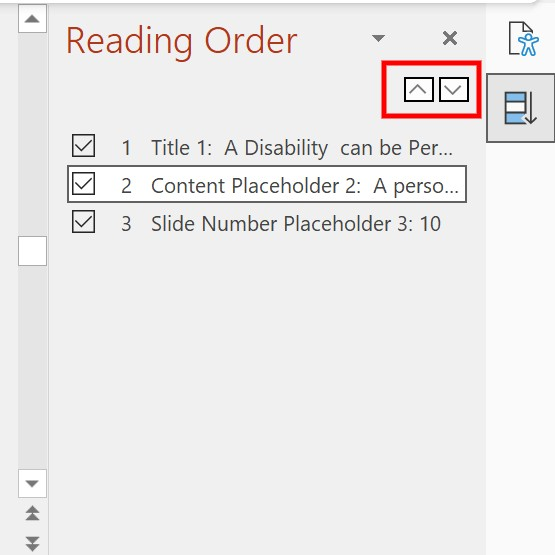 Reading Order
1 Title 1: A Disability can be Per...
2 Content Placeholder 2: A perso...
3 Slide Number Placeholder 3: 10